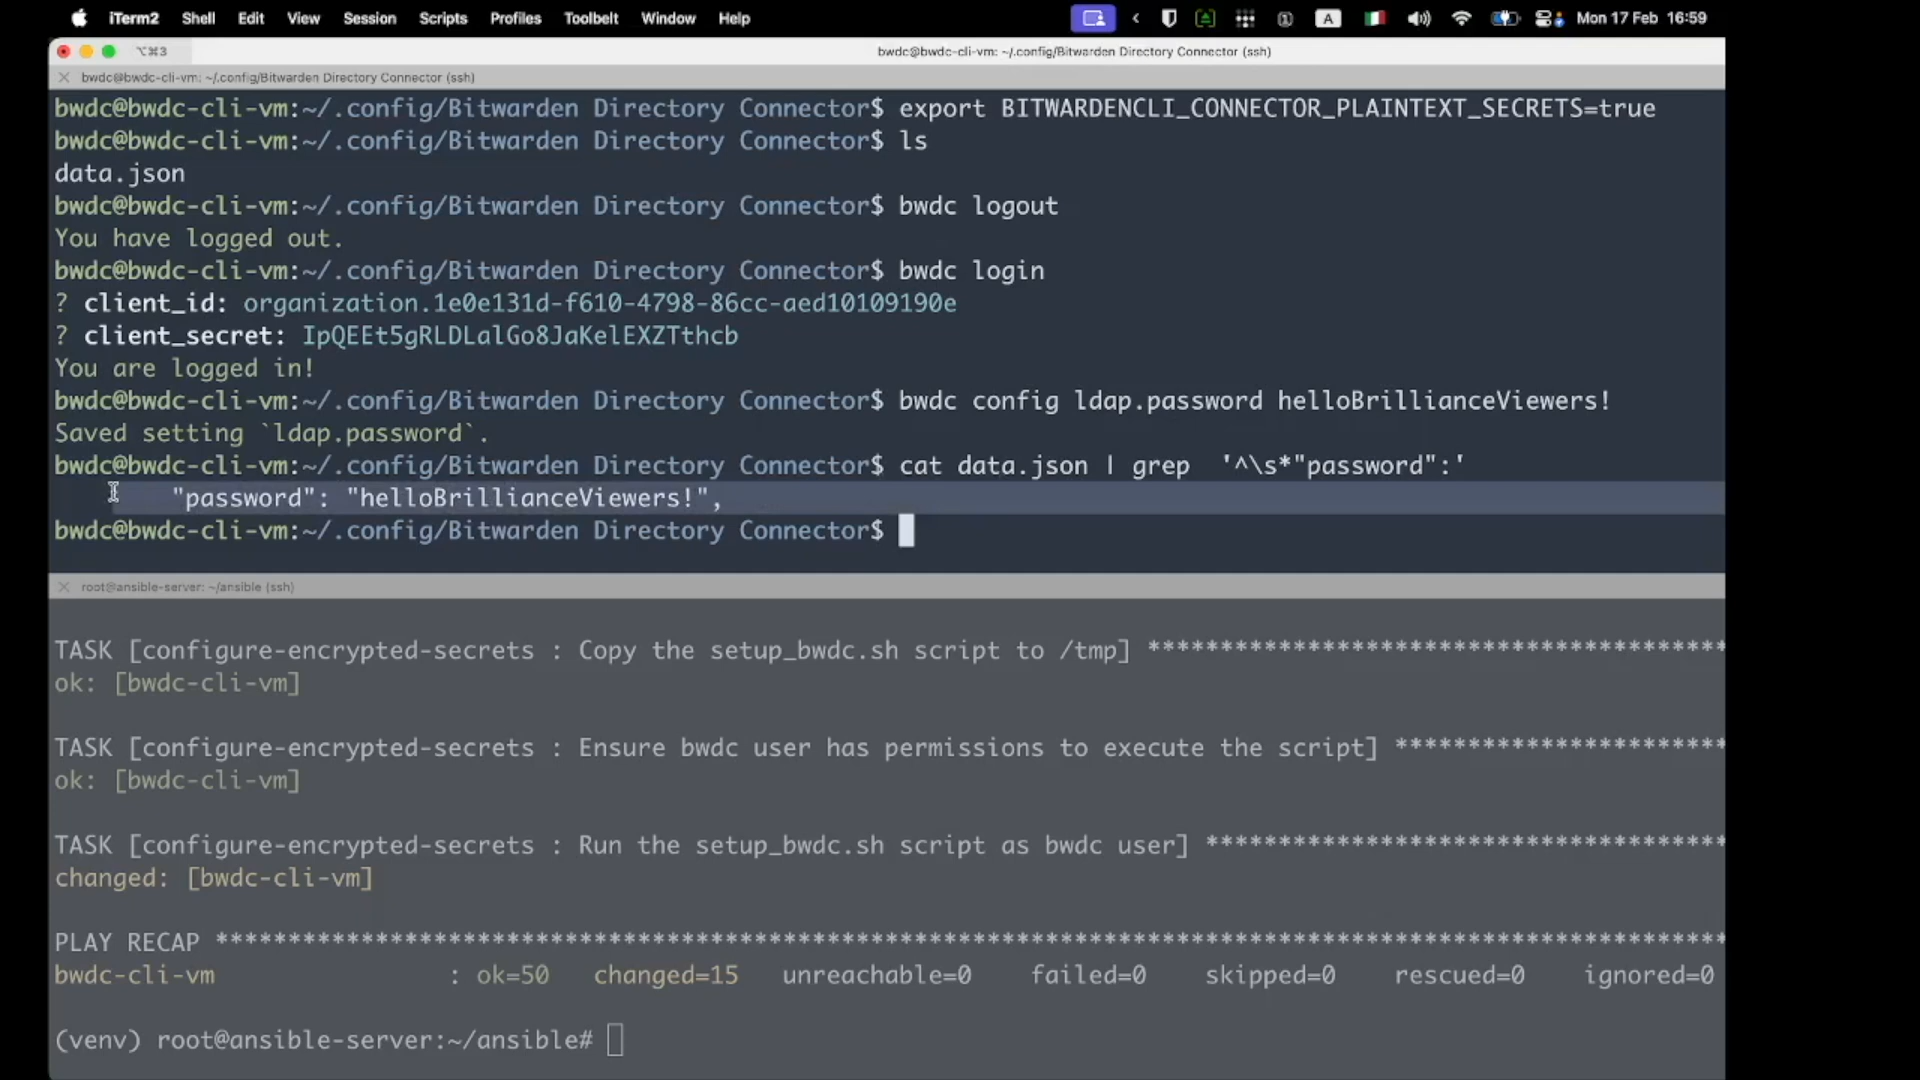 iTerm2 Shell Edit View Session Scripts Profiles Toolbelt Window Help A Mon 17 Feb 16:59
⌥⌘3 bwdc@bwdc-cli-vm: ~/.config/Bitwarden Directory Connector (ssh)
bwdc@bwdc-cli-vm: ~/.config/Bitwarden Directory Connector (ssh)
bwdc@bwdc-cli-vm:~/.config/Bitwarden Directory Connector$ export BITWARDENCLI_CONNECTOR_PLAINTEXT_SECRETS=true
bwdc@bwdc-cli-vm:~/.config/Bitwarden Directory Connector$ ls
data.json
bwdc@bwdc-cli-vm:~/.config/Bitwarden Directory Connector$ bwdc logout
You have logged out.
bwdc@bwdc-cli-vm:~/.config/Bitwarden Directory Connector$ bwdc login
? client_id: organization.1e0e131d-f610-4798-86cc-aed10109190e
? client_secret: IpQEEt5gRLDLalGo8JaKelEXZTthcb
You are logged in!
bwdc@bwdc-cli-vm:~/.config/Bitwarden Directory Connector$ bwdc config ldap.password helloBrillianceViewers!
Saved setting `ldap.password`.
bwdc@bwdc-cli-vm:~/.config/Bitwarden Directory Connector$ cat data.json | grep  '^\s*"password":'
"password": "helloBrillianceViewers!",
bwdc@bwdc-cli-vm:~/.config/Bitwarden Directory Connector$
root@ansible-server: ~/ansible (ssh)
TASK [configure-encrypted-secrets : Copy the setup_bwdc.sh script to /tmp] ****************************************
ok: [bwdc-cli-vm]
TASK [configure-encrypted-secrets : Ensure bwdc user has permissions to execute the script] ***********************
ok: [bwdc-cli-vm]
TASK [configure-encrypted-secrets : Run the setup_bwdc.sh script as bwdc user] ************************************
changed: [bwdc-cli-vm]
PLAY RECAP ********************************************************************************************************
bwdc-cli-vm : ok=50 changed=15 unreachable=0 failed=0 skipped=0 rescued=0 ignored=0
(venv) root@ansible-server:~/ansible#